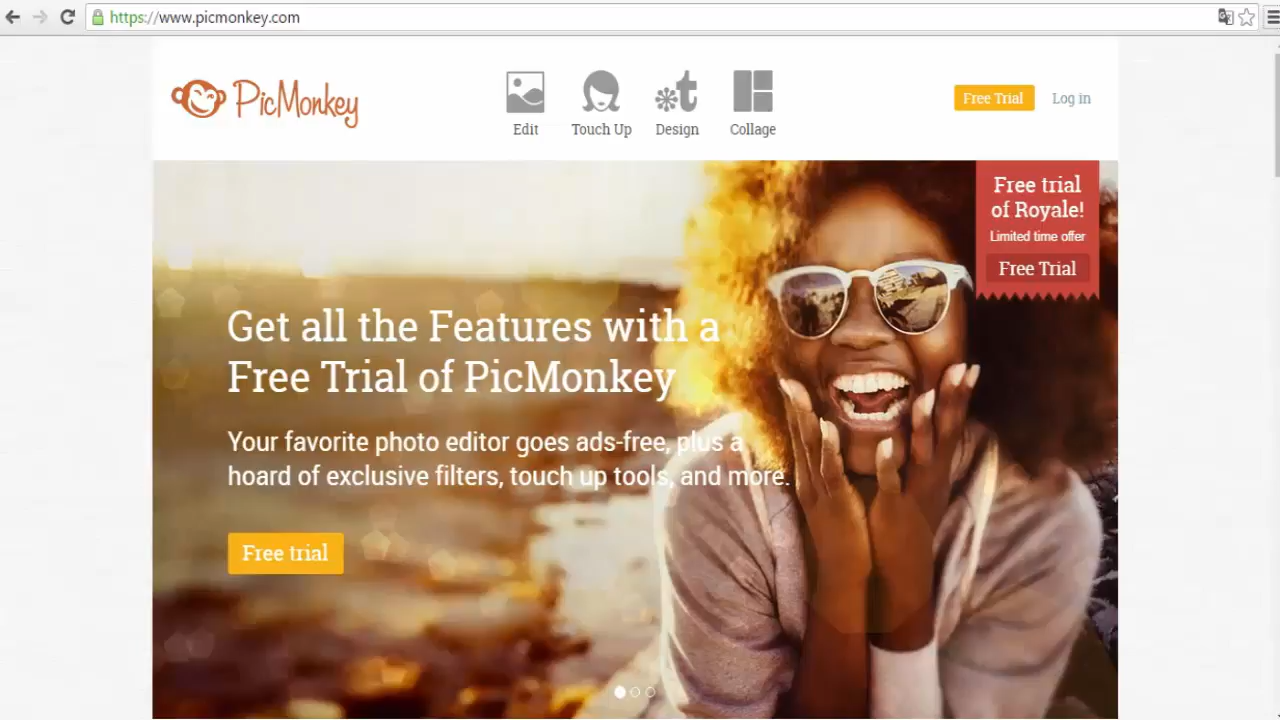 https://www.picmonkey.com
PicMonkey
Edit
Touch Up
Design
Collage
Free Trial
Log in
Free trial
of Royale!
Limited time offer
Free Trial
Get all the Features with a
Free Trial of PicMonkey
Your favorite photo editor goes ads-free, plus a
hoard of exclusive filters, touch up tools, and more.
Free trial